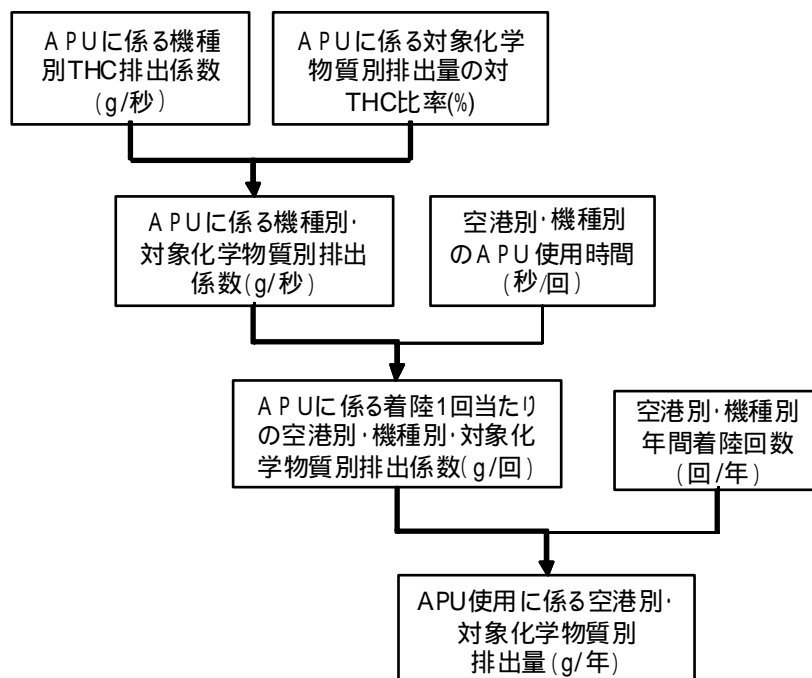 APUに係る機種
別THC排出係数
(g/秒)
APUに係る対象化学
物質別排出量の対
THC比率(%)
APUに係る機種別・
対象化学物質別排出
係数(g/秒)
空港別・機種別
のAPU使用時間
(秒/回)
APUに係る着陸1回当たり
の空港別・機種別・対象化
学物質別排出係数(g/回)
空港別・機種別
年間着陸回数
(回/年)
APU使用に係る空港別・
対象化学物質別
排出量(g/年)